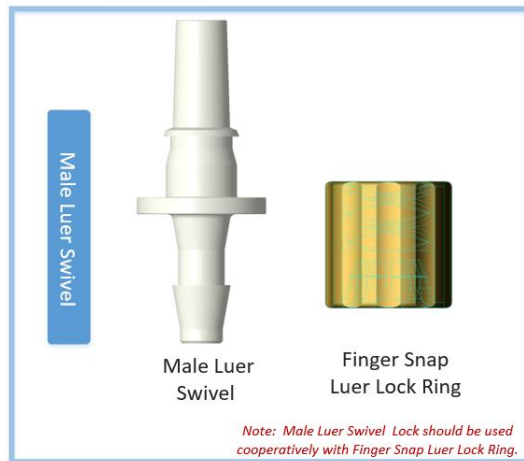 Male Luer Swivel
Male Luer
Swivel
Finger Snap
Luer Lock Ring
Note: Male Luer Swivel Lock should be used
cooperatively with Finger Snap Luer Lock Ring.